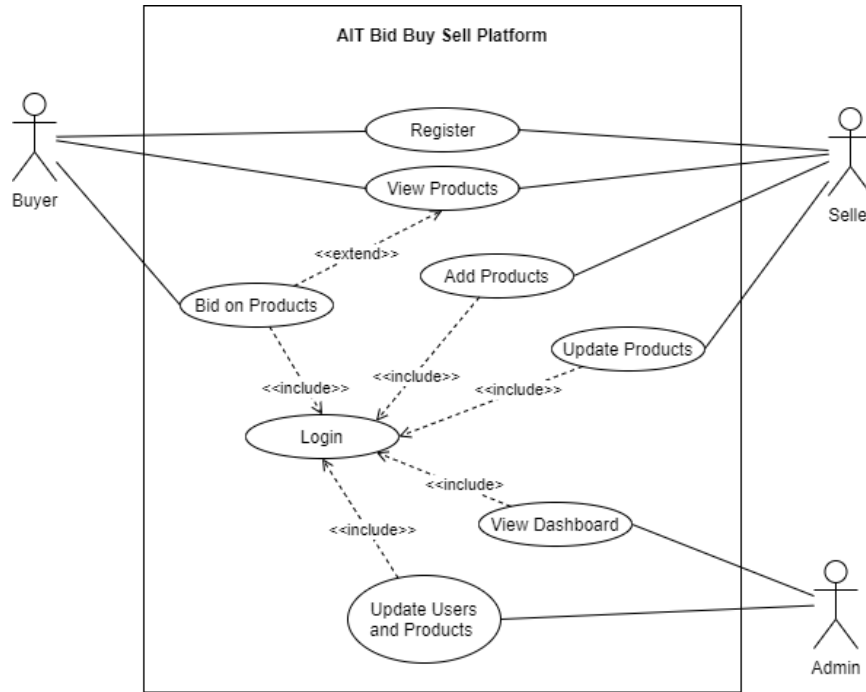 AIT Bid Buy Sell Platform
Register
Buyer
View Products
Selle
<<extend>>
Add Products
Bid on Products
Update Products
<<include>>
<<include>>
<<include>>
Login
<<include>
View Dashboard
<<include>>
Update Users
and Products
Admin